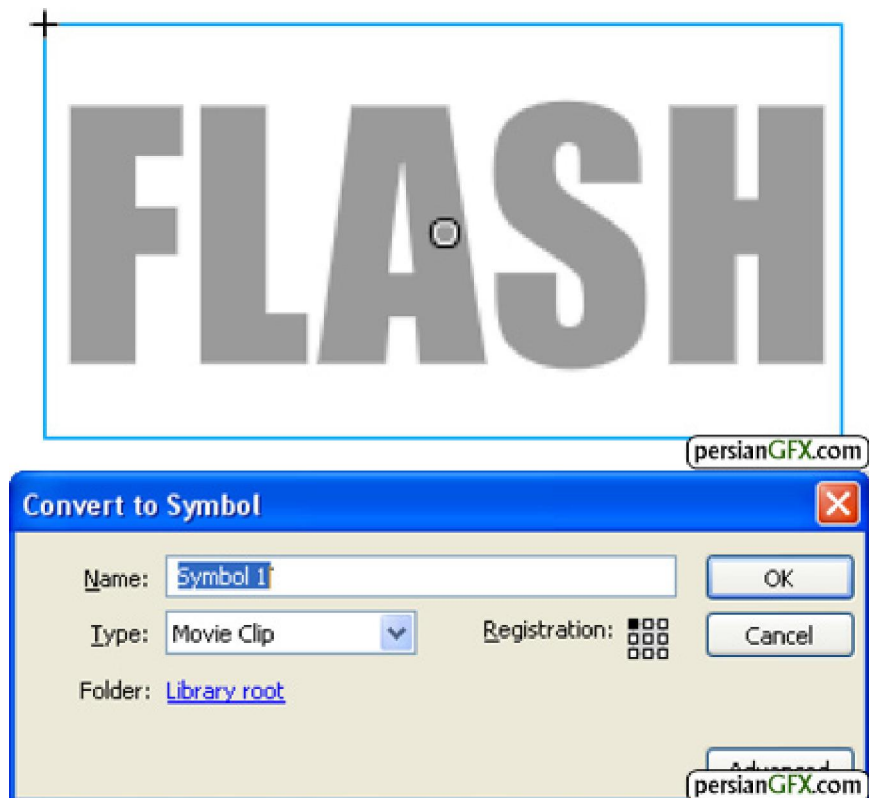 FLASH
persianGFX.com
Convert to Symbol
Name: Symbol 1 OK
Type: Movie Clip Registration: Cancel
Folder: Library root
Advanced
persianGFX.com